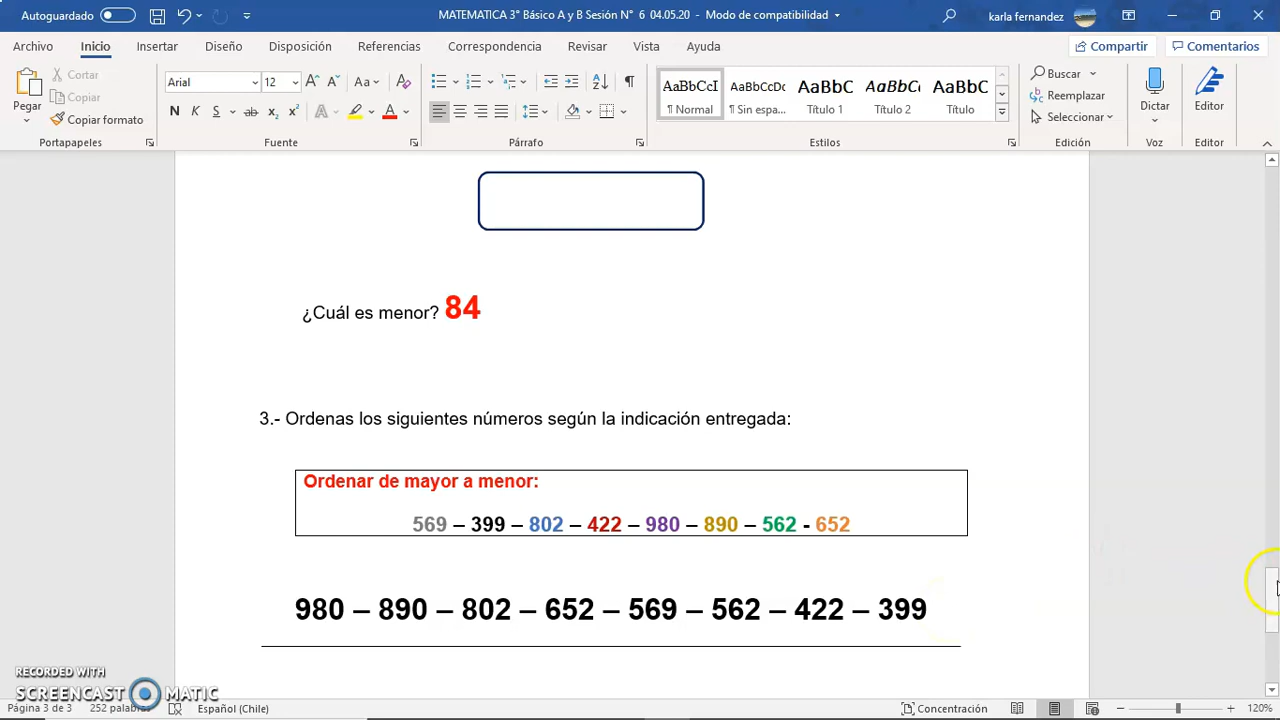 Autoguardado
MATEMATICA 3° Básico A y B Sesión N° 6 04.05.20 - Modo de compatibilidad
karla fernandez
Archivo Inicio Insertar Diseño Disposición Referencias Correspondencia Revisar Vista Ayuda
Compartir Comentarios
Pegar
Cortar
Copiar
Copiar formato
Portapapeles
Arial 12
N K S ab x₂ x²
Fuente
Párrafo
AaBbCcI AaBbCcDc AaBbC AaBbCc AaBbC
¶ Normal ¶ Sin espa... Título 1 Título 2 Título
Estilos
Buscar
Reemplazar
Seleccionar
Edición
Dictar
Voz
Editor
Editor
¿Cuál es menor? 84
3.- Ordenas los siguientes números según la indicación entregada:
Ordenar de mayor a menor:
569 – 399 – 802 – 422 – 980 – 890 – 562 - 652
980 – 890 – 802 – 652 – 569 – 562 – 422 – 399
RECORDED WITH
SCREENCAST MATIC
Página 3 de 3 252 palabras Español (Chile)
Concentración
120%